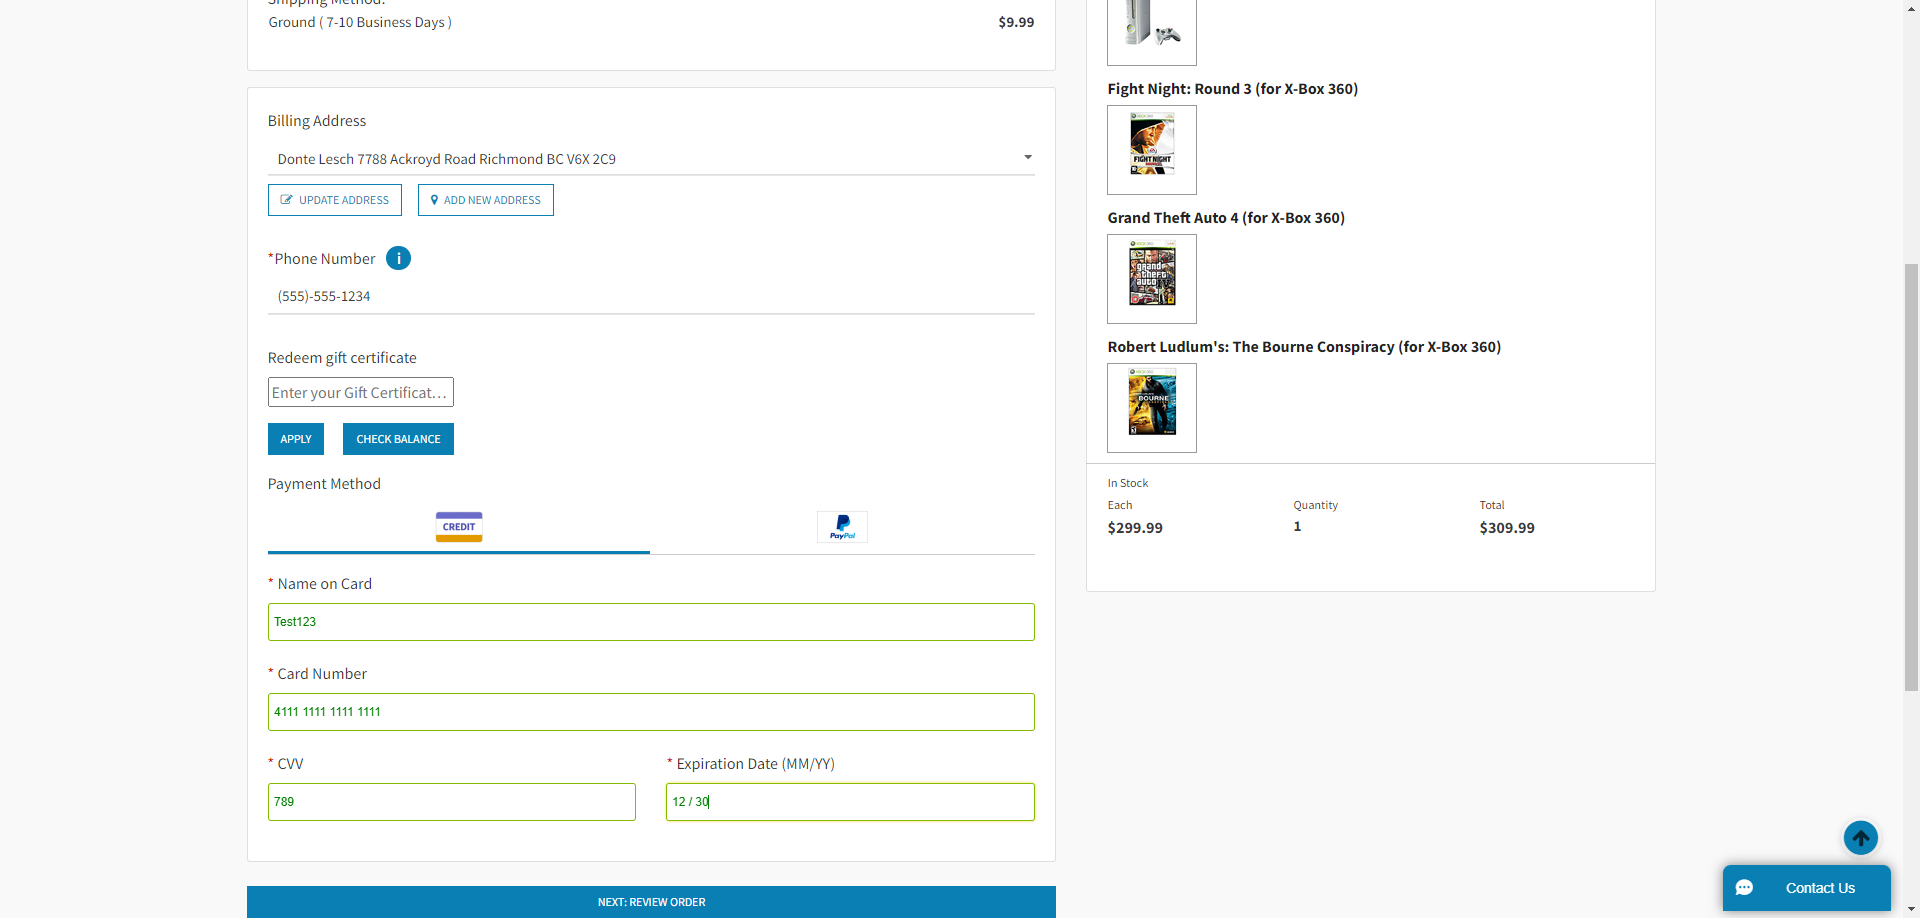 Shipping Method:
Ground ( 7-10 Business Days )
$9.99
Billing Address
Donte Lesch 7788 Ackroyd Road Richmond BC V6X 2C9
UPDATE ADDRESS
ADD NEW ADDRESS
*Phone Number
i
(555)-555-1234
Redeem gift certificate
Enter your Gift Certificat…
APPLY
CHECK BALANCE
Payment Method
CREDIT
PayPal
* Name on Card
Test123
* Card Number
4111 1111 1111 1111
* CVV
* Expiration Date (MM/YY)
789
12 / 30
NEXT: REVIEW ORDER
Fight Night: Round 3 (for X-Box 360)
FIGHT NIGHT
Grand Theft Auto 4 (for X-Box 360)
grand
theft
auto IV
Robert Ludlum's: The Bourne Conspiracy (for X-Box 360)
BOURNE
In Stock
Each
Quantity
Total
$299.99
1
$309.99
Contact Us